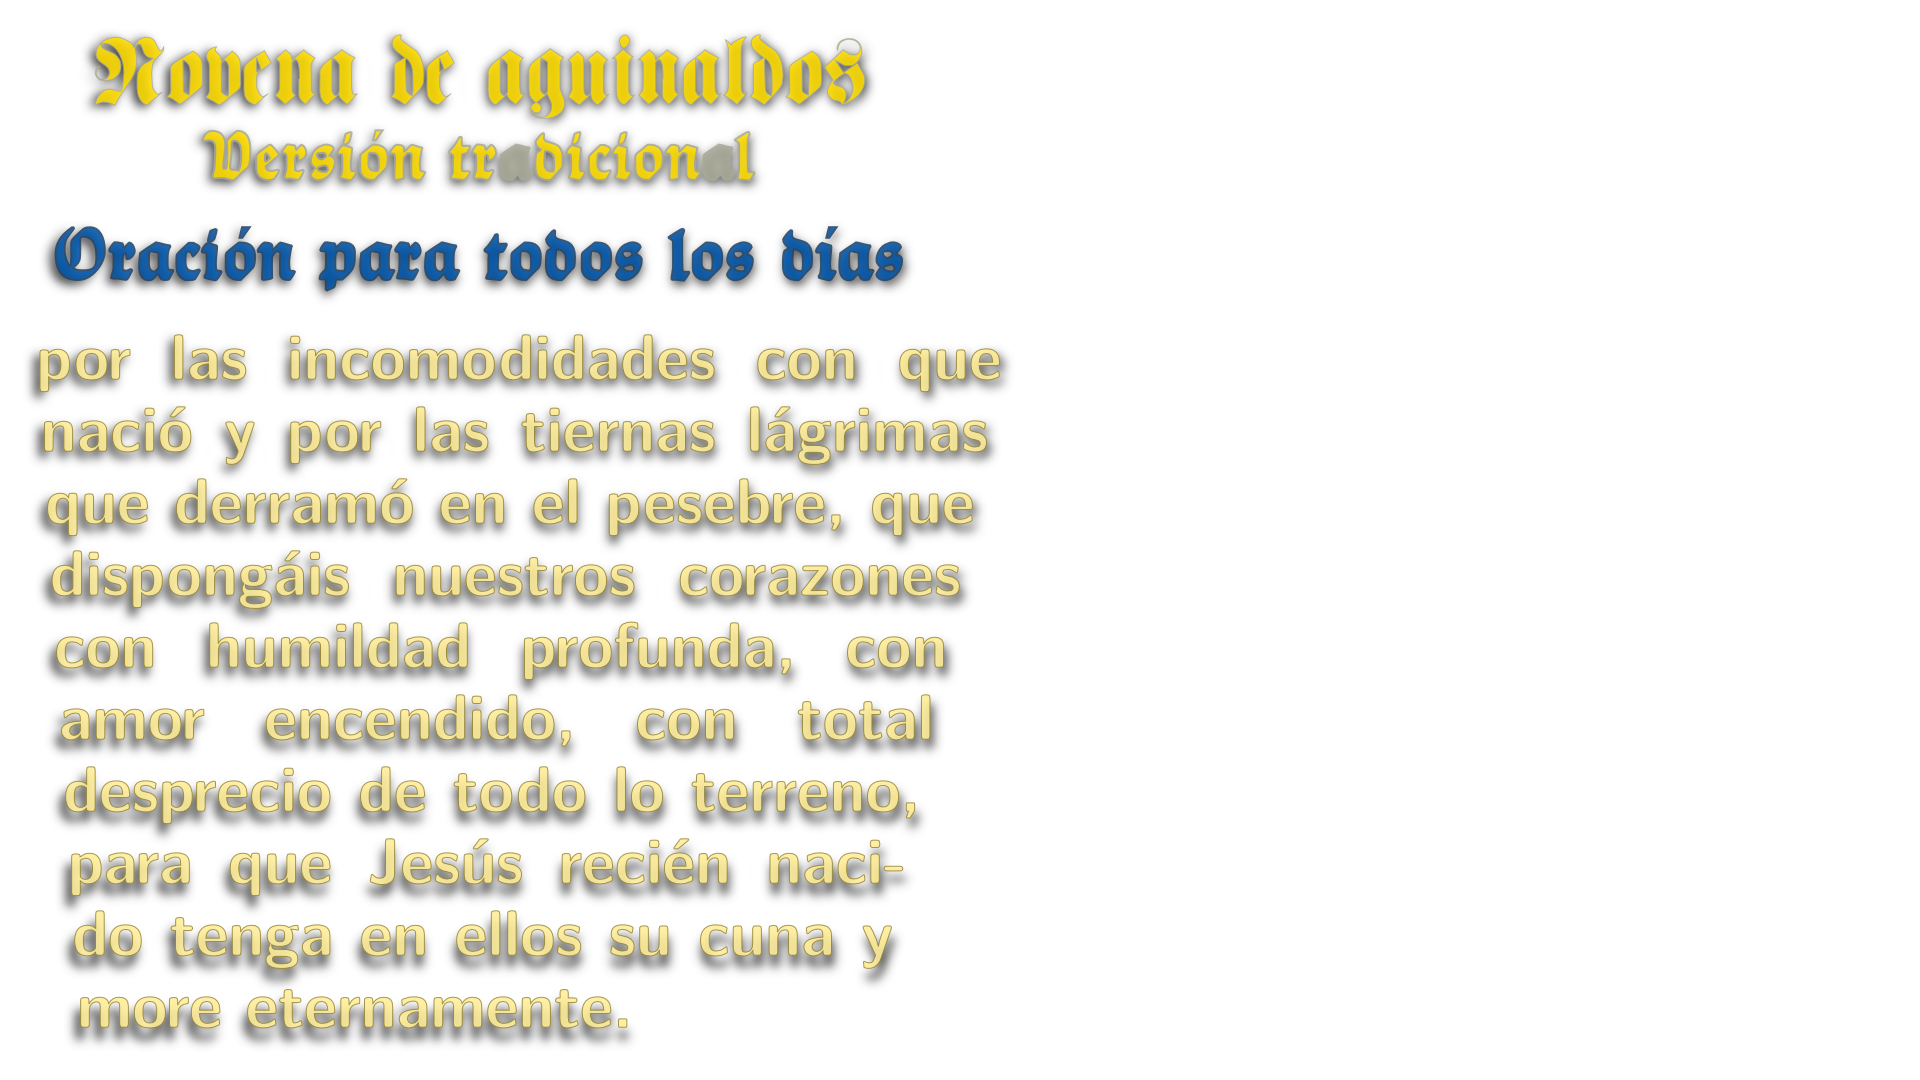 Novena de aguinaldos
Versión tradicional
Oración para todos los días
por las incomodidades con que
nació y por las tiernas lágrimas
que derramó en el pesebre, que
dispongáis nuestros corazones
con humildad profunda, con
amor encendido, con total
desprecio de todo lo terreno,
para que Jesús recién naci-
do tenga en ellos su cuna y
more eternamente.